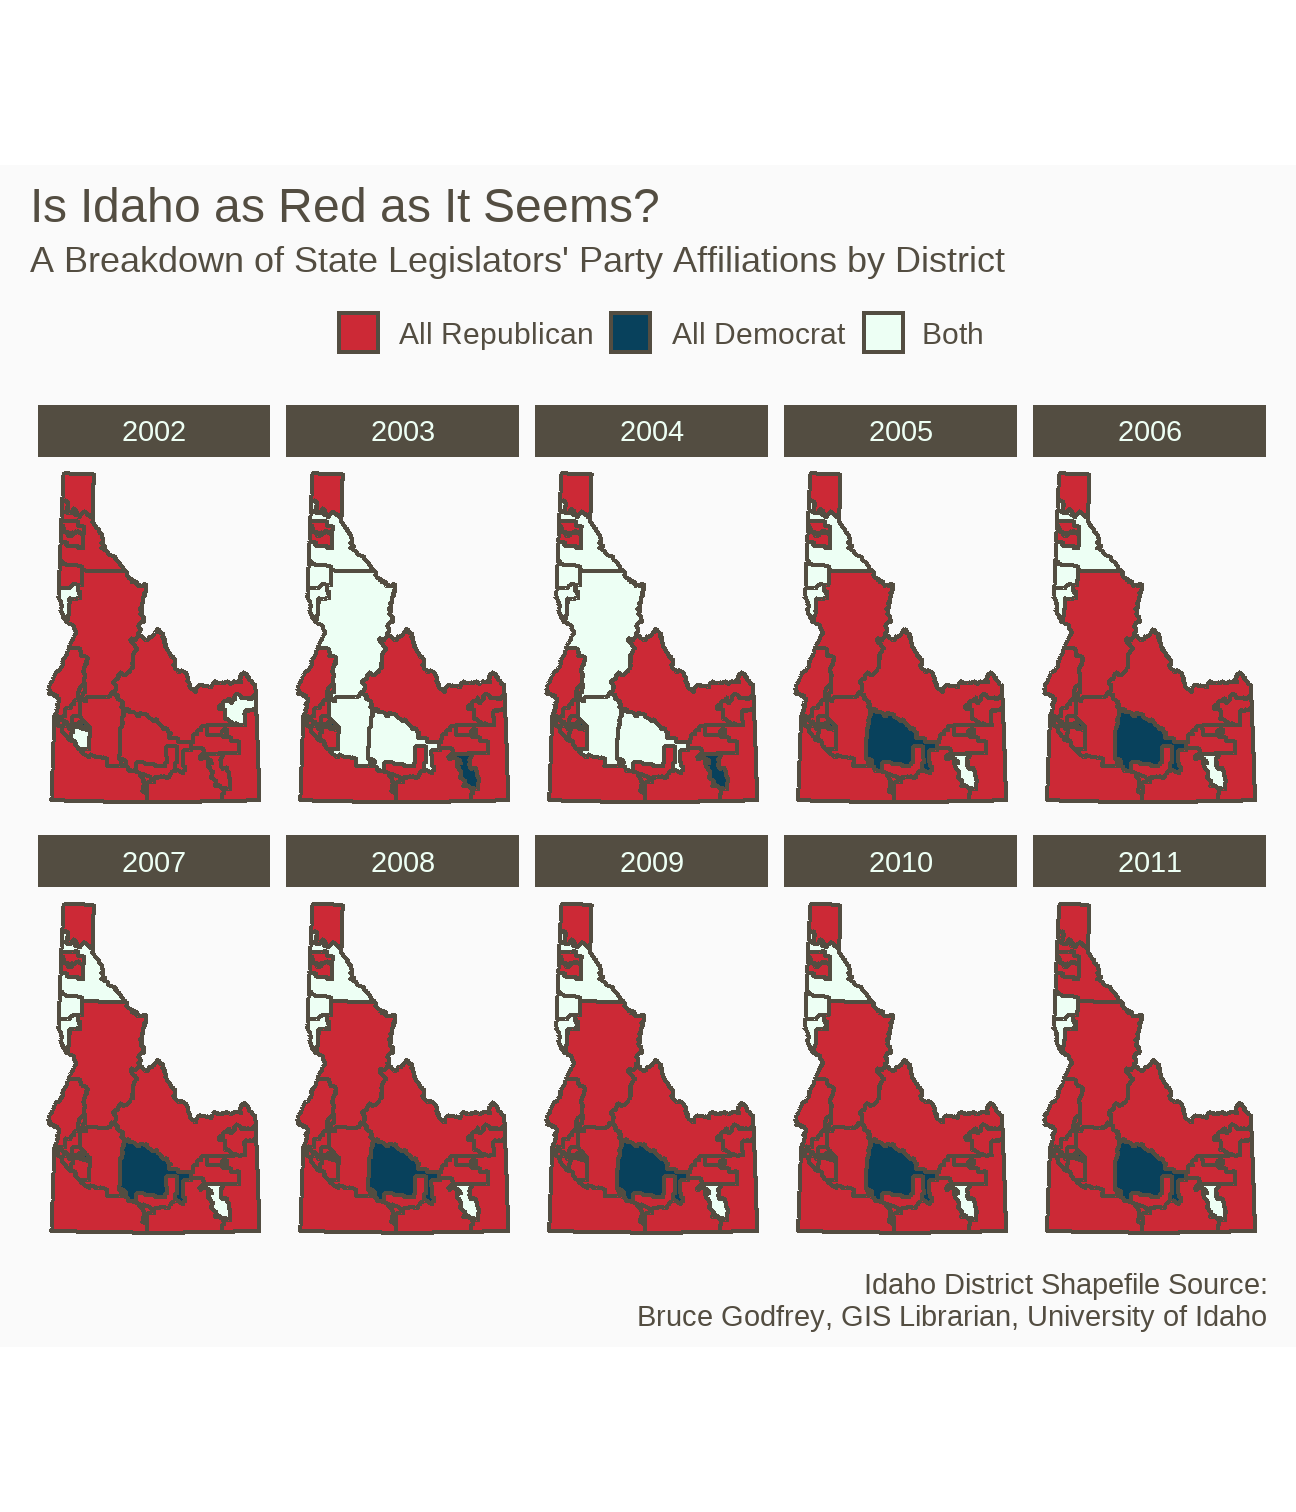 Is Idaho as Red as It Seems?
A Breakdown of State Legislators' Party Affiliations by District
All Republican All Democrat Both
2002 2003 2004 2005 2006
2007 2008 2009 2010 2011
Idaho District Shapefile Source:
Bruce Godfrey, GIS Librarian, University of Idaho